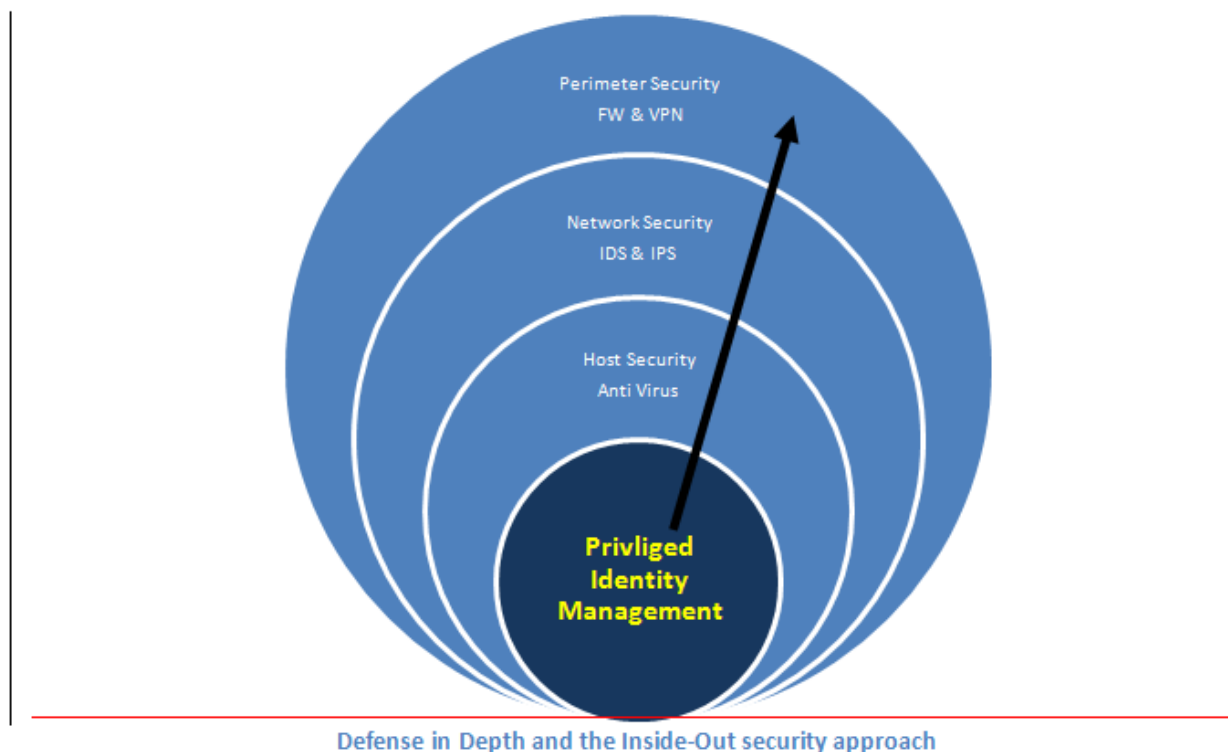 Perimeter Security
FW & VPN
Network Security
IDS & IPS
Host Security
Anti Virus
Privliged
Identity
Management
Defense in Depth and the Inside-Out security approach